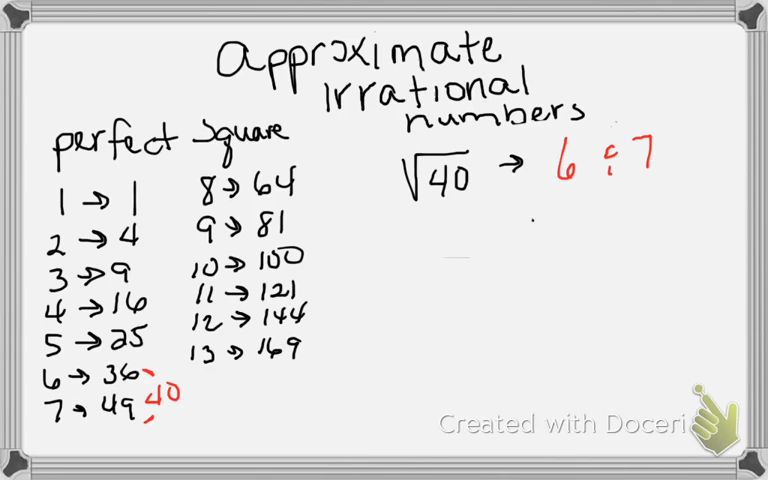 approximate
irrational
numbers
perfect square
1 → 1
2 → 4
3 → 9
4 → 16
5 → 25
6 → 36
7 → 49
40
8 → 64
9 → 81
10 → 100
11 → 121
12 → 144
13 → 169
√40 → 6 & 7
Created with Doceri